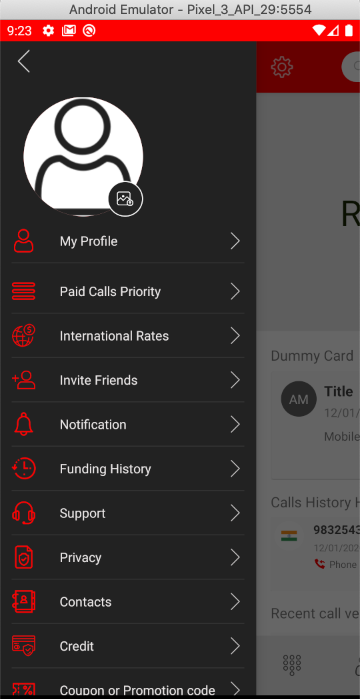 Android Emulator - Pixel_3_API_29:5554
9:23
R
My Profile
Paid Calls Priority
International Rates
Invite Friends
Notification
Funding History
Support
Privacy
Contacts
Credit
Coupon or Promotion code
Dummy Card
AM
Title
12/01/
Mobile
Calls History H
9832543
12/01/202
Phone
Recent call ve